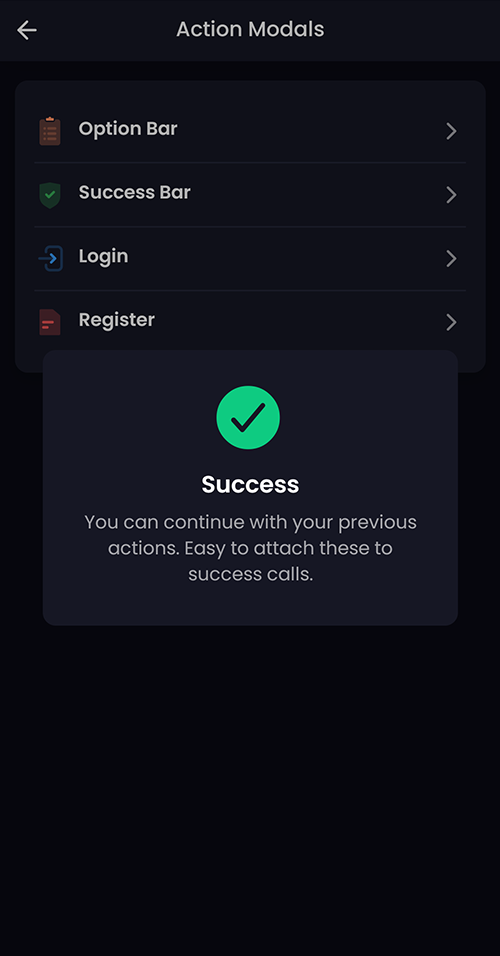 Action Modals
Option Bar
Success Bar
Login
Register
Success
You can continue with your previous
actions. Easy to attach these to
success calls.